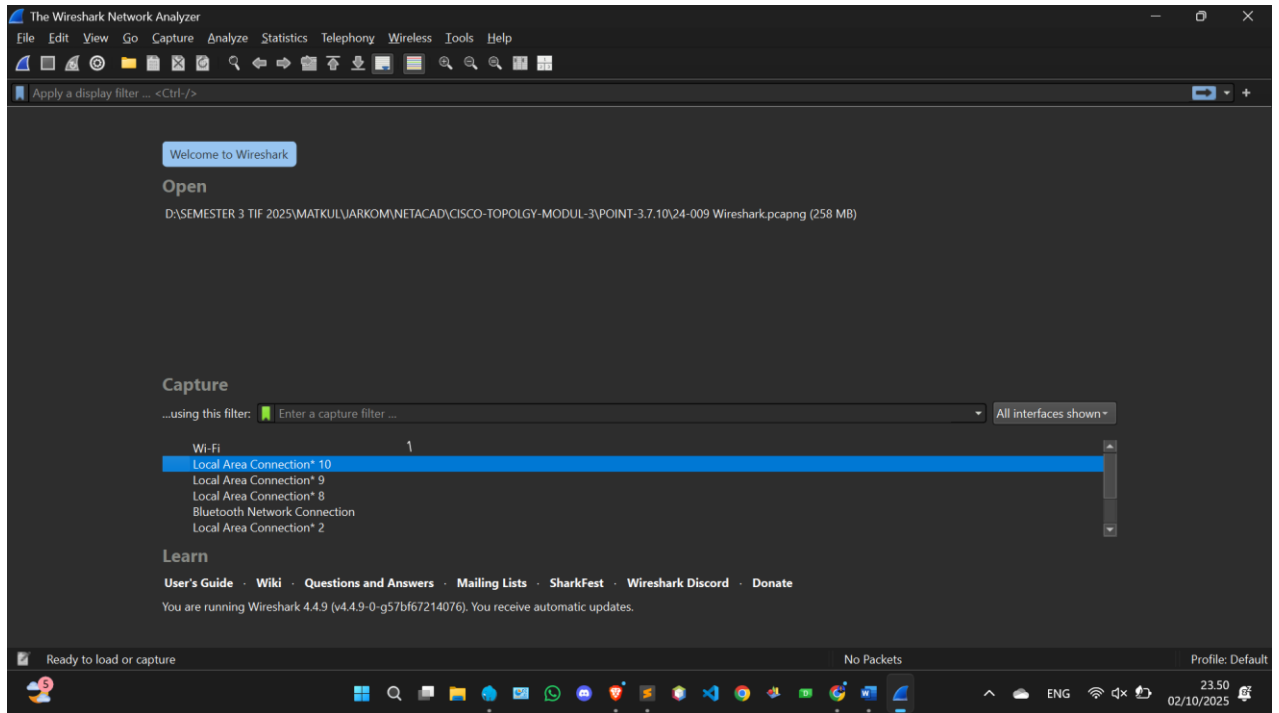 The Wireshark Network Analyzer
File Edit View Go Capture Analyze Statistics Telephony Wireless Tools Help
Apply a display filter ... <Ctrl-/>
Welcome to Wireshark
Open
D:\SEMESTER 3 TIF 2025\MATKUL\JARKOM\NETACAD\CISCO-TOPOLGY-MODUL-3\POINT-3.7.10\24-009 Wireshark.pcapng (258 MB)
Capture
...using this filter: Enter a capture filter ... All interfaces shown
Wi-Fi
Local Area Connection* 10
Local Area Connection* 9
Local Area Connection* 8
Bluetooth Network Connection
Local Area Connection* 2
Learn
User's Guide · Wiki · Questions and Answers · Mailing Lists · SharkFest · Wireshark Discord · Donate
You are running Wireshark 4.4.9 (v4.4.9-0-g57bf67214076). You receive automatic updates.
Ready to load or capture No Packets Profile: Default
5
ENG 23.50
02/10/2025